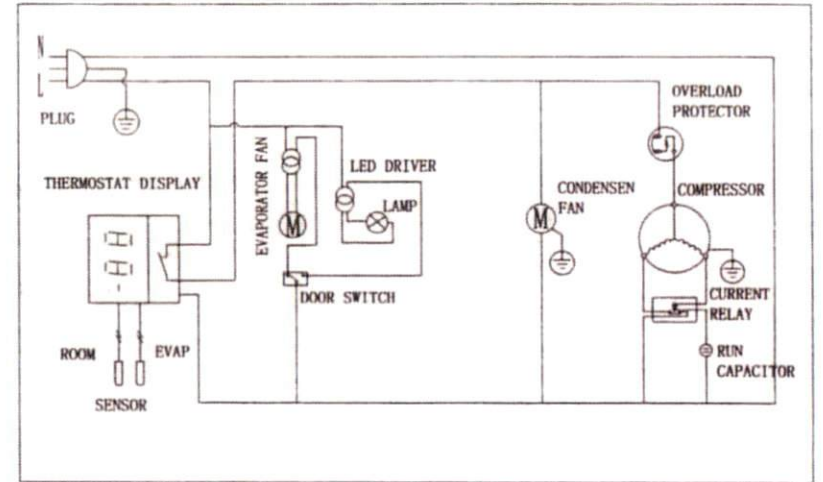 N
L
PLUG
THERMOSTAT DISPLAY
EVAPORATOR FAN
LED DRIVER
LAMP
M
DOOR SWITCH
CONDENSEN
FAN
M
OVERLOAD
PROTECTOR
COMPRESSOR
CURRENT
RELAY
RUN
CAPACITOR
ROOM
EVAP
SENSOR